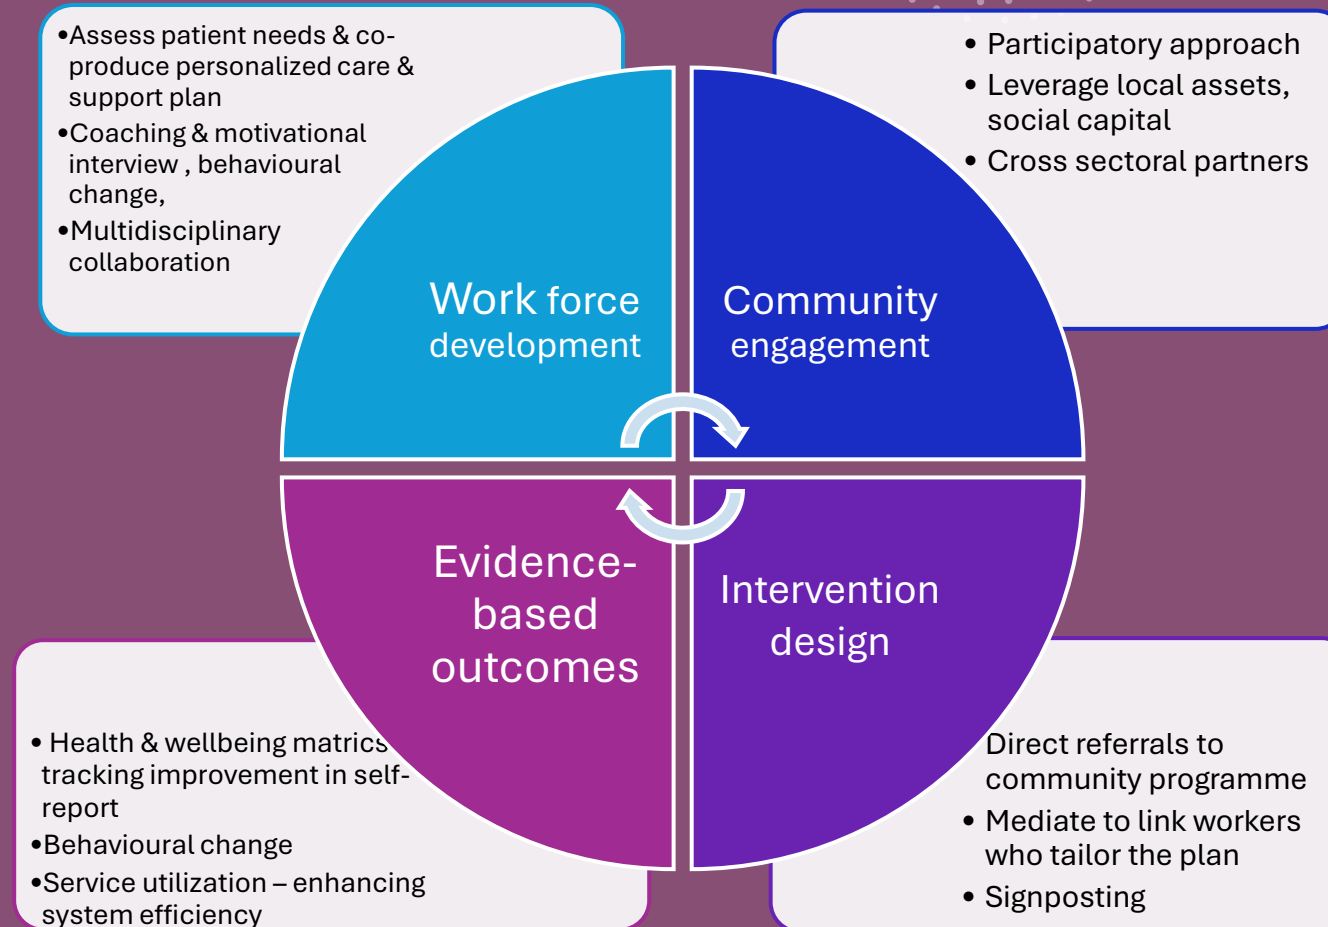 •Assess patient needs & co-
produce personalized care &
support plan
•Coaching & motivational
interview , behavioural
change,
•Multidisciplinary
collaboration
• Participatory approach
• Leverage local assets,
social capital
• Cross sectoral partners
Work force
development
Community
engagement
Evidence-
based
outcomes
Intervention
design
• Health & wellbeing matrics
tracking improvement in self-
report
•Behavioural change
•Service utilization – enhancing
system efficiency
Direct referrals to
community programme
• Mediate to link workers
who tailor the plan
• Signposting